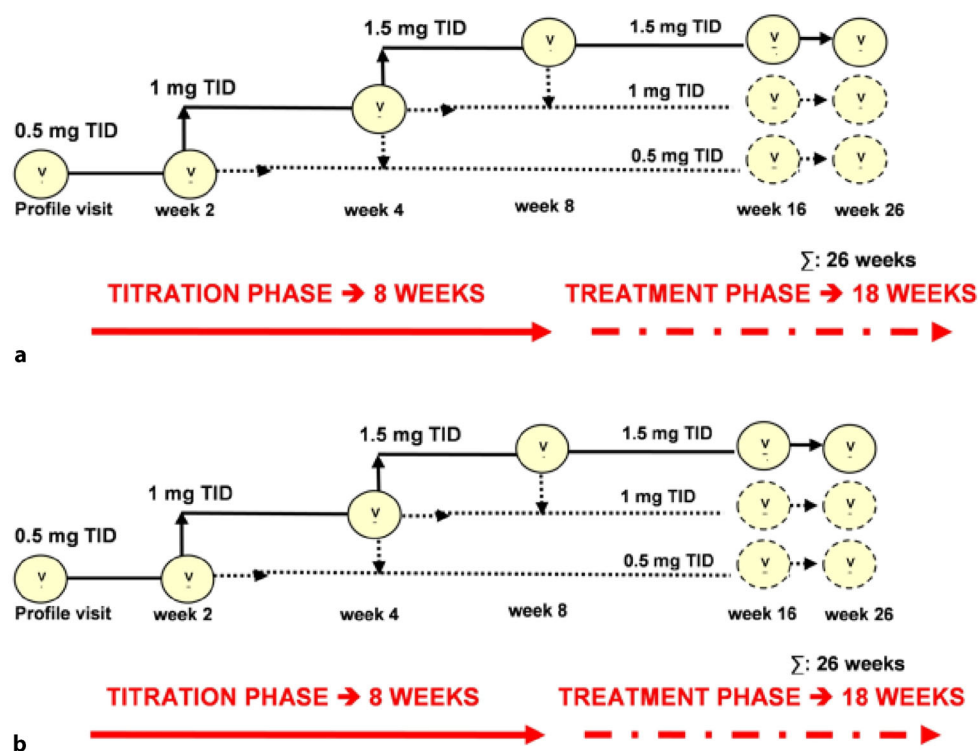 1.5 mg TID 1.5 mg TID
V V V
1 mg TID 1 mg TID
V V V
0.5 mg TID 0.5 mg TID
V V V V
Profile visit week 2 week 4 week 8 week 16 week 26
∑: 26 weeks
TITRATION PHASE → 8 WEEKS TREATMENT PHASE → 18 WEEKS
a
1.5 mg TID 1.5 mg TID
V V V
1 mg TID 1 mg TID
V V V
0.5 mg TID 0.5 mg TID
V V V V
Profile visit week 2 week 4 week 8 week 16 week 26
∑: 26 weeks
TITRATION PHASE → 8 WEEKS TREATMENT PHASE → 18 WEEKS
b